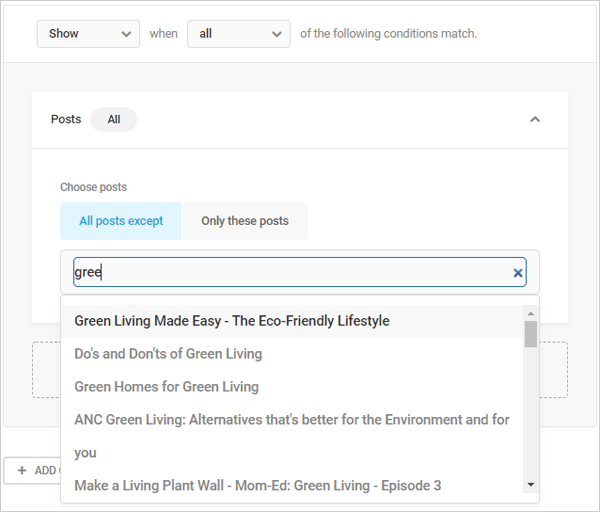 Show when all of the following conditions match.
Posts All
Choose posts
All posts except Only these posts
gree
Green Living Made Easy - The Eco-Friendly Lifestyle
Do's and Don'ts of Green Living
Green Homes for Green Living
ANC Green Living: Alternatives that's better for the Environment and for
you
Make a Living Plant Wall - Mom-Ed: Green Living - Episode 3
+ ADD